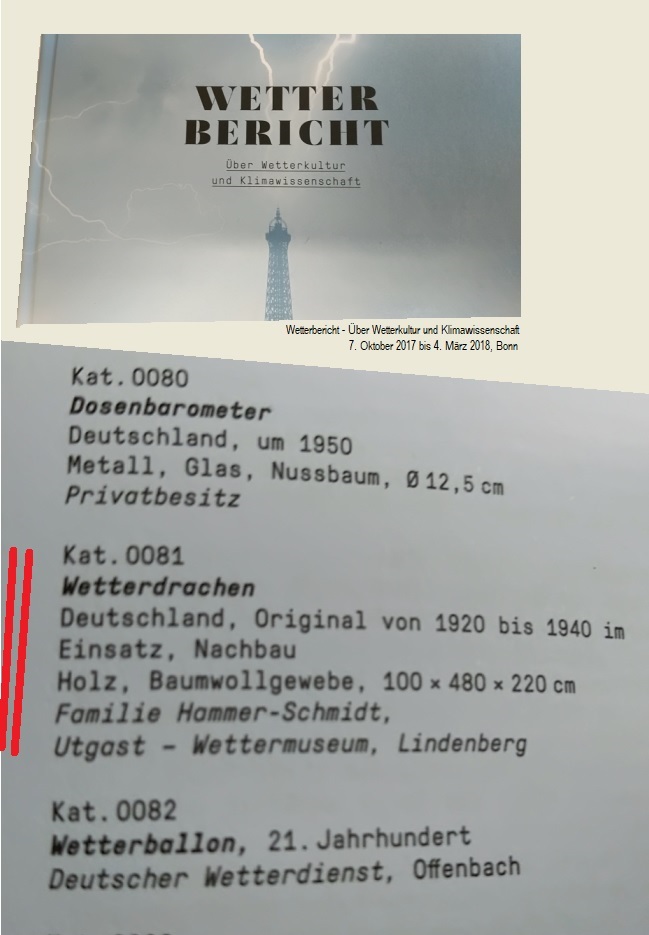 WETTER
BERICHT
Über Wetterkultur
und Klimawissenschaft
Wetterbericht - Über Wetterkultur und Klimawissenschaft
7. Oktober 2017 bis 4. März 2018, Bonn
Kat. 0080
Dosenbarometer
Deutschland, um 1950
Metall, Glas, Nussbaum, Ø 12,5 cm
Privatbesitz
Kat. 0081
Wetterdrachen
Deutschland, Original von 1920 bis 1940 im
Einsatz, Nachbau
Holz, Baumwollgewebe, 100 × 480 × 220 cm
Familie Hammer-Schmidt,
Utgast – Wettermuseum, Lindenberg
Kat. 0082
Wetterballon, 21. Jahrhundert
Deutscher Wetterdienst, Offenbach